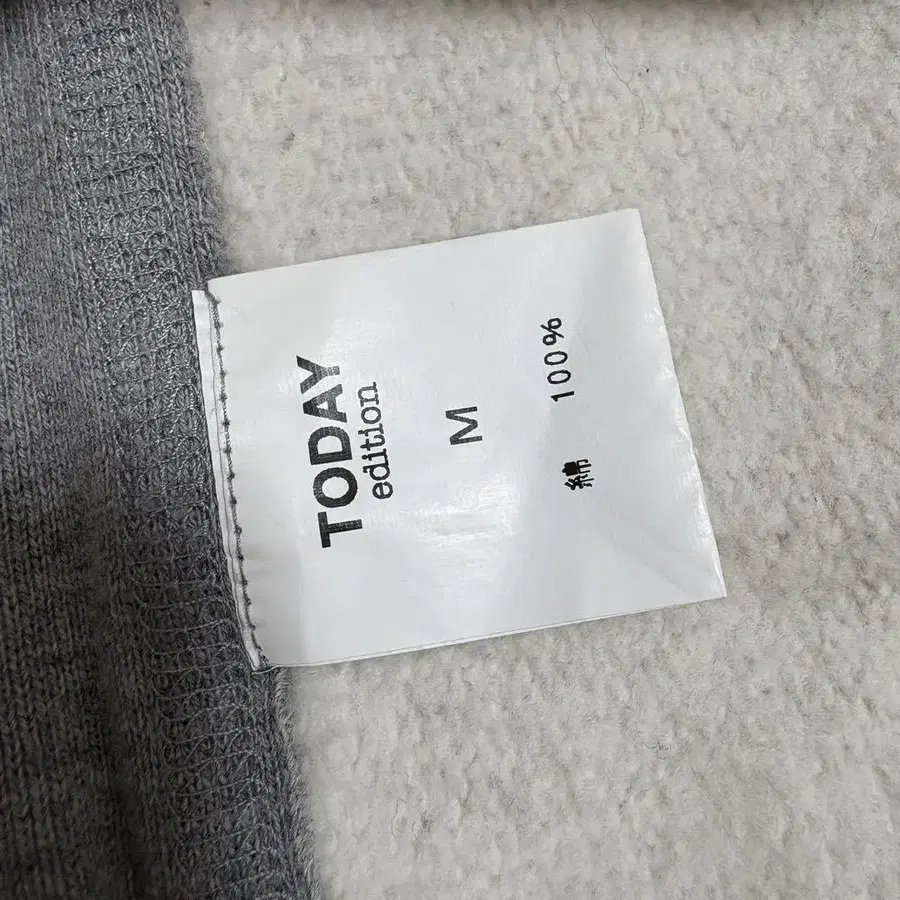 TODAY
edition
M
綿 100%